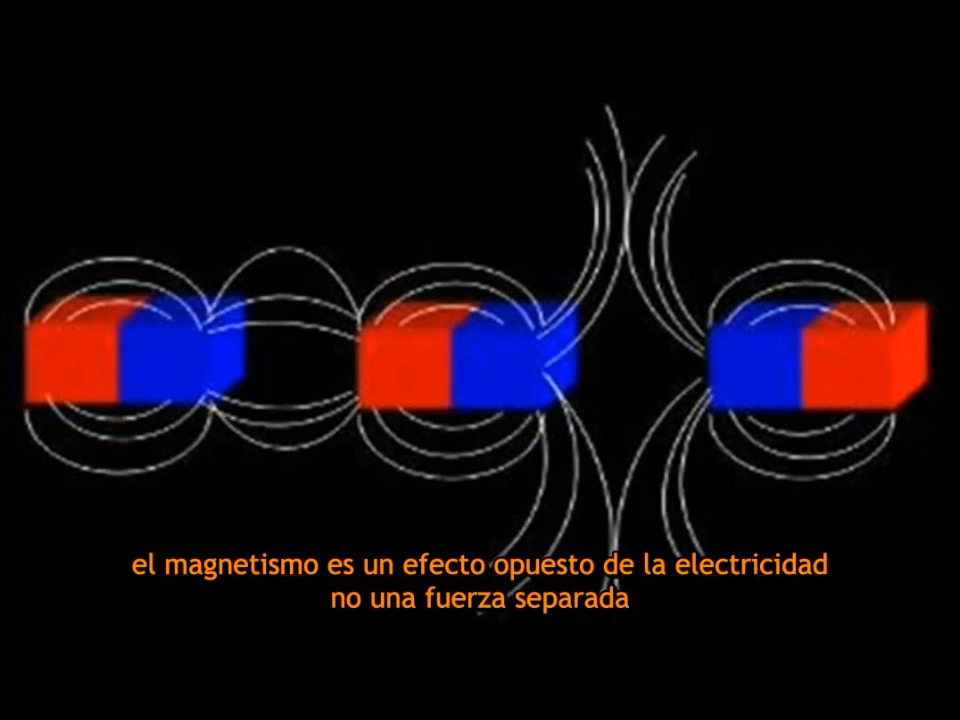 el magnetismo es un efecto opuesto de la electricidad
no una fuerza separada